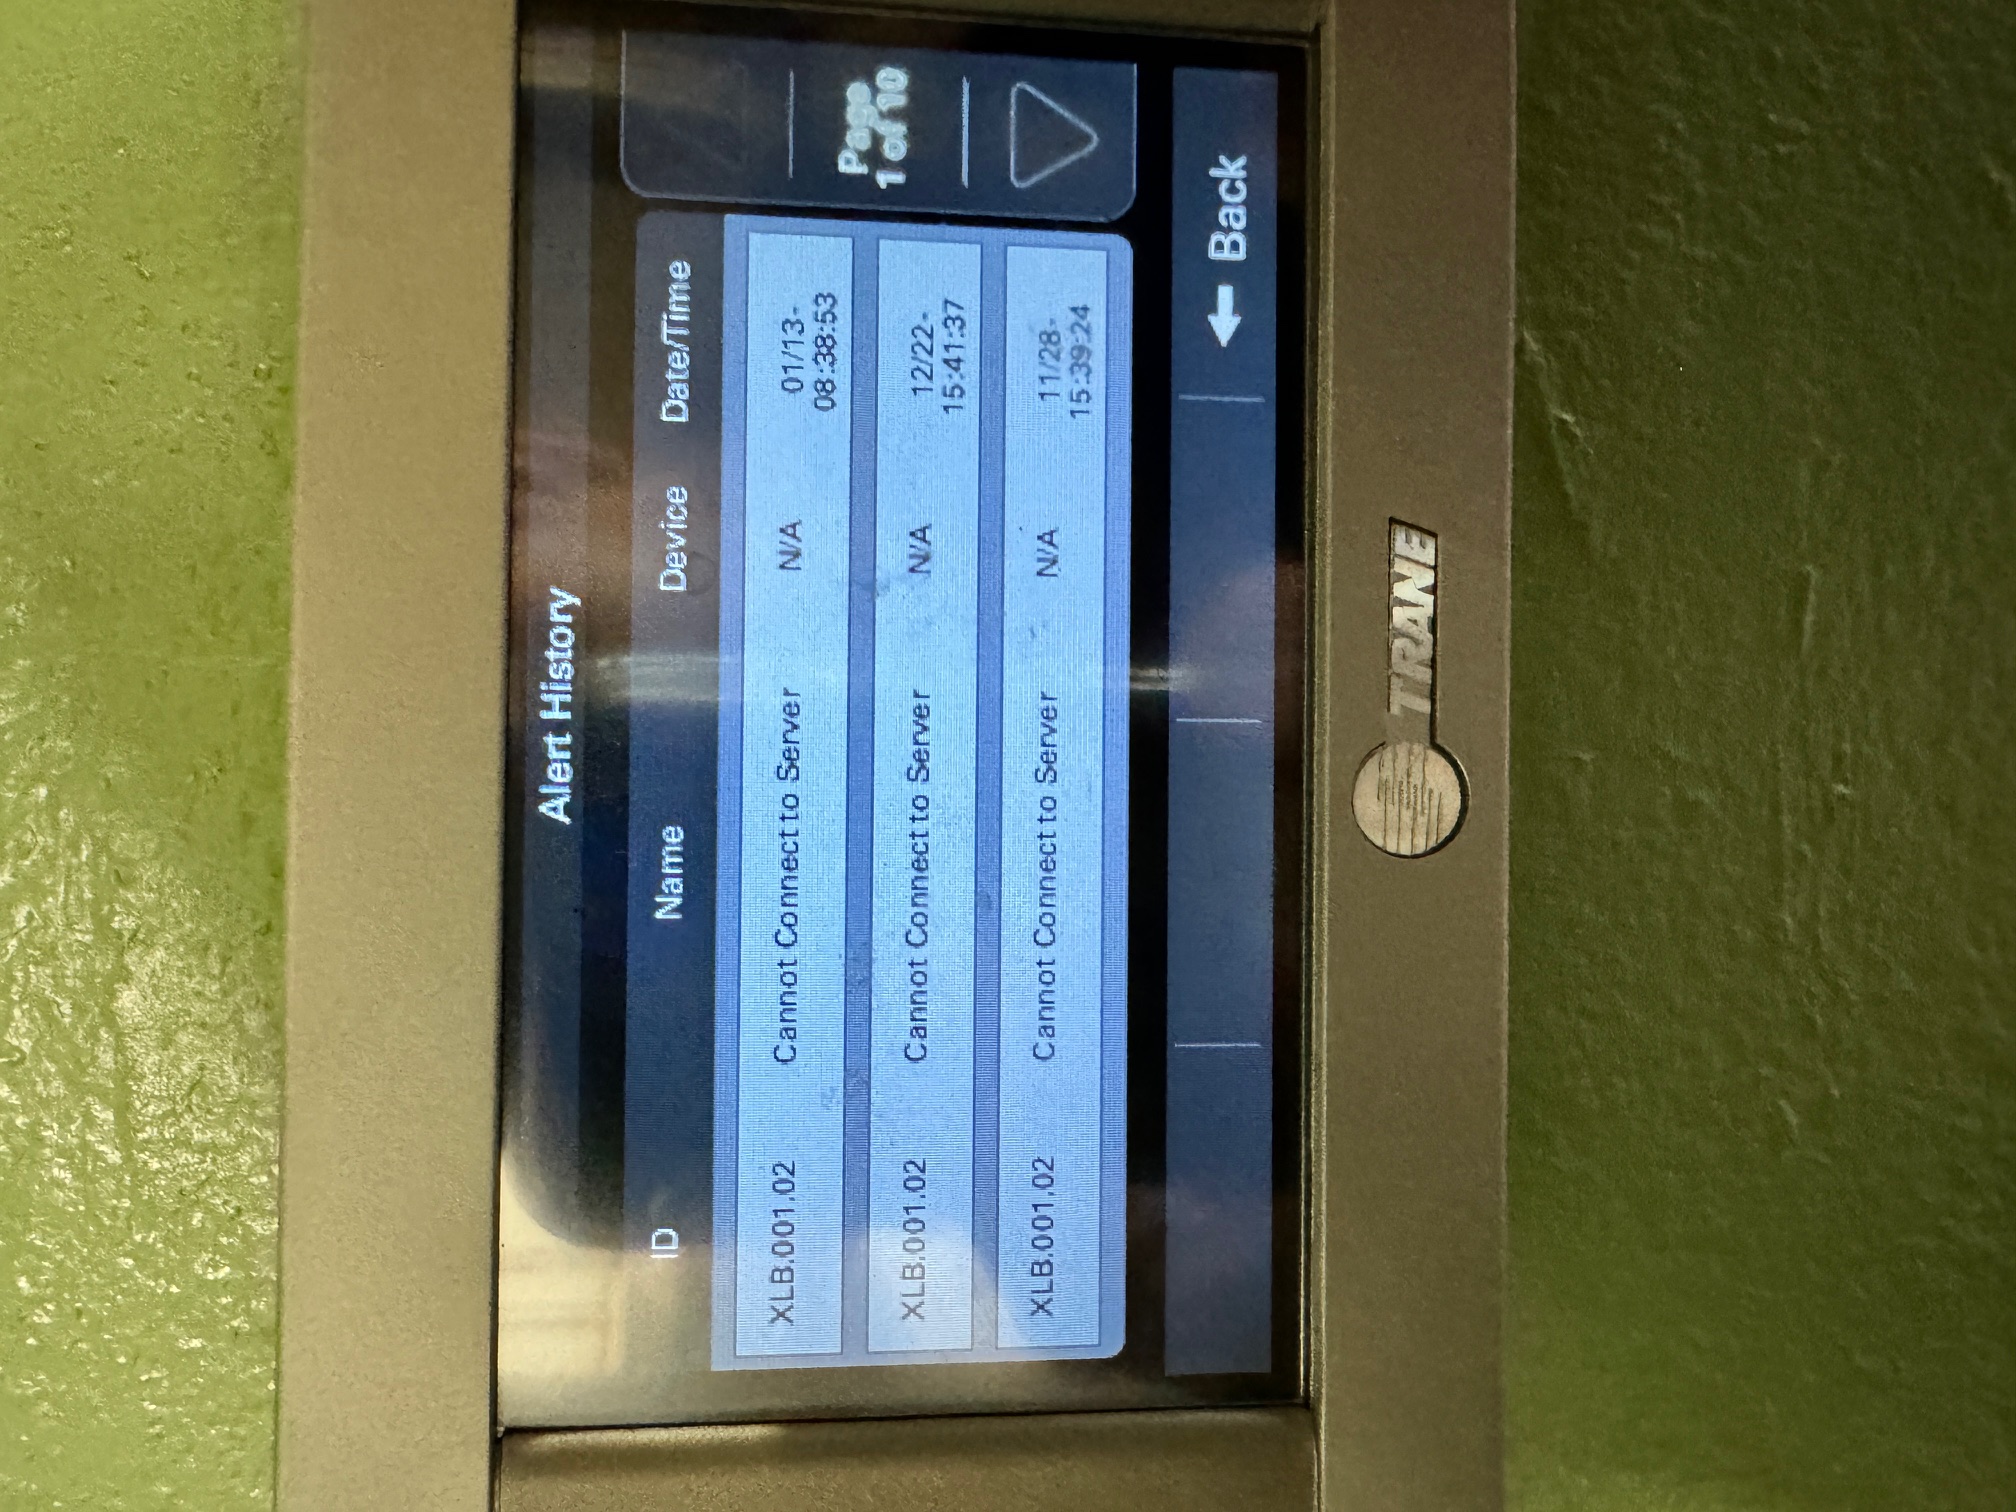 Alert History
ID Name Device Date/Time
XLB.001.02 Cannot Connect to Server N/A 01/13-
08:38:53
XLB.001.02 Cannot Connect to Server N/A 12/22-
15:41:37
XLB.001.02 Cannot Connect to Server N/A 11/28-
15:39:24
Page
1 of 10
Back
TRANE